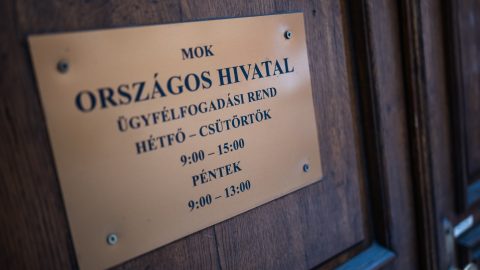 MOK
ORSZÁGOS HIVATAL
ÜGYFÉLFOGADÁSI REND
HÉTFŐ – CSÜTÖRTÖK
9:00 – 15:00
PÉNTEK
9:00 – 13:00